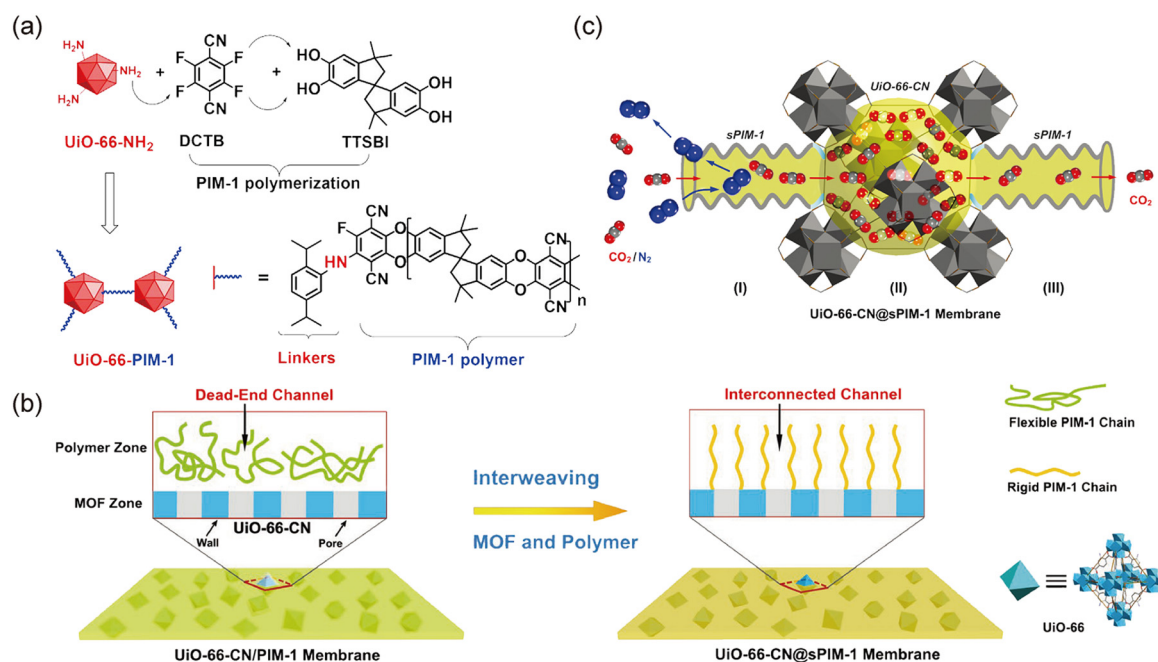 (a)
H2N
NH2
H2N
UiO-66-NH2
+
CN
F
F
F
F
CN
DCTB
+
HO
HO
OH
OH
TTSBI
PIM-1 polymerization
UiO-66-PIM-1
=
F
CN
HN
CN
O
O
O
O
CN
CN
n
Linkers
PIM-1 polymer
(c)
UiO-66-CN
sPIM-1
sPIM-1
CO2/N2
CO2
(I)
(II)
(III)
UiO-66-CN@sPIM-1 Membrane
(b)
Dead-End Channel
Polymer Zone
MOF Zone
UiO-66-CN
Wall
Pore
UiO-66-CN/PIM-1 Membrane
Interweaving
MOF and Polymer
Interconnected Channel
UiO-66-CN@sPIM-1 Membrane
Flexible PIM-1 Chain
Rigid PIM-1 Chain
UiO-66